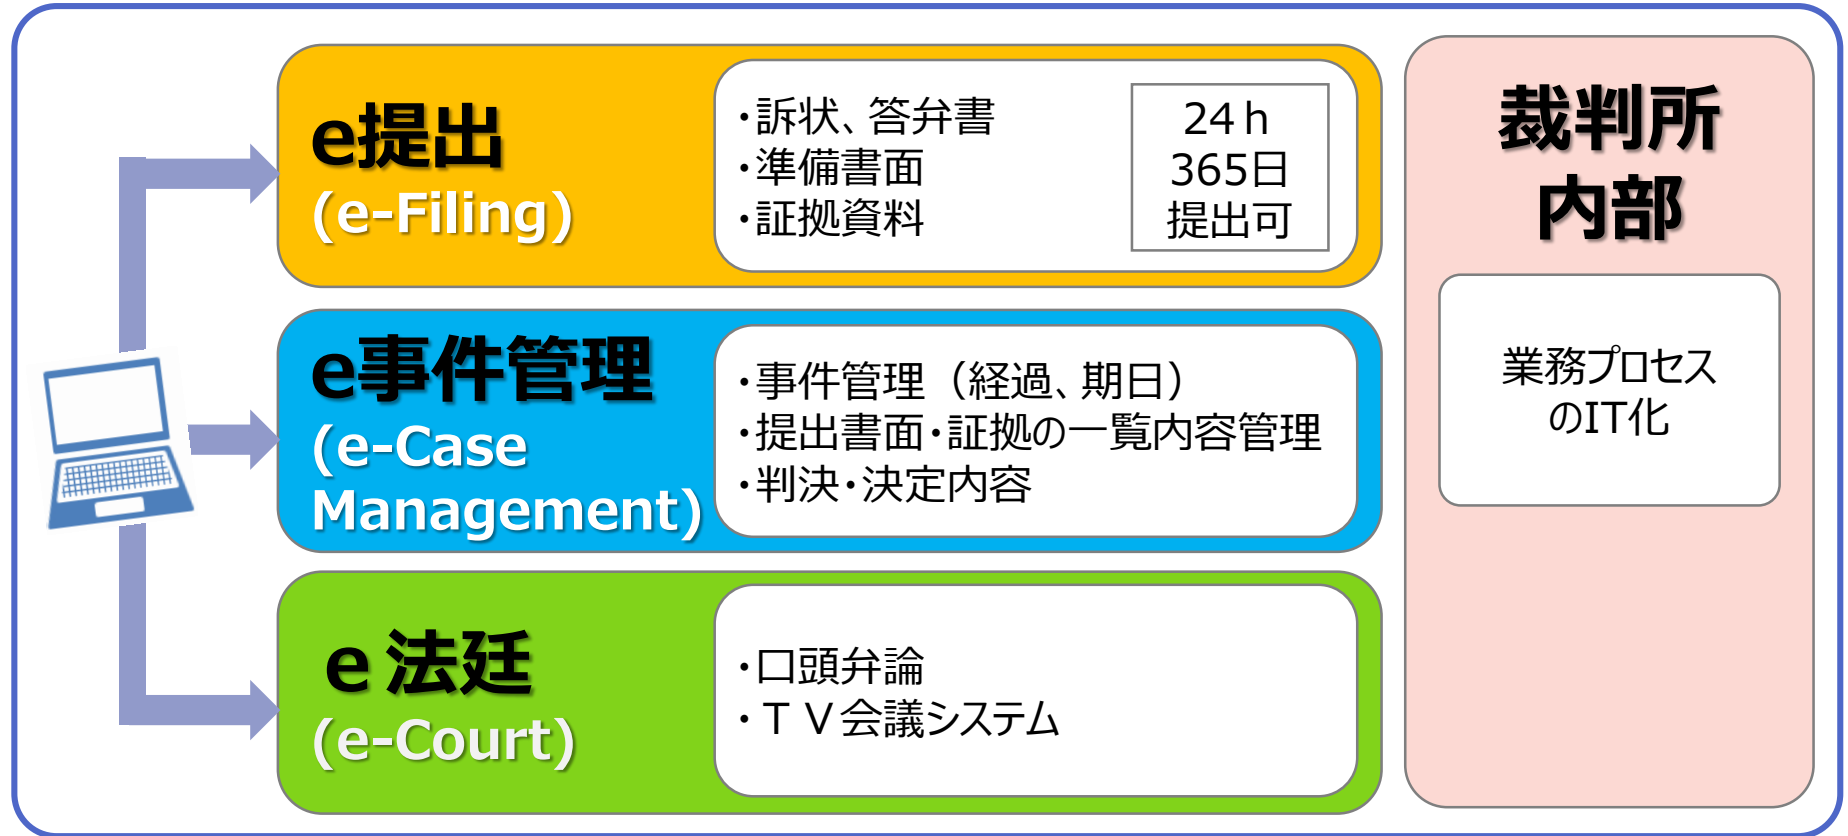 e提出
(e-Filing)
・訴状、答弁書
・準備書面
・証拠資料
24ｈ
365日
提出可
e事件管理
(e-Case
Management)
・事件管理（経過、期日）
・提出書面・証拠の一覧内容管理
・判決・決定内容
e 法廷
(e-Court)
・口頭弁論
・ＴＶ会議システム
裁判所
内部
業務プロセス
のIT化